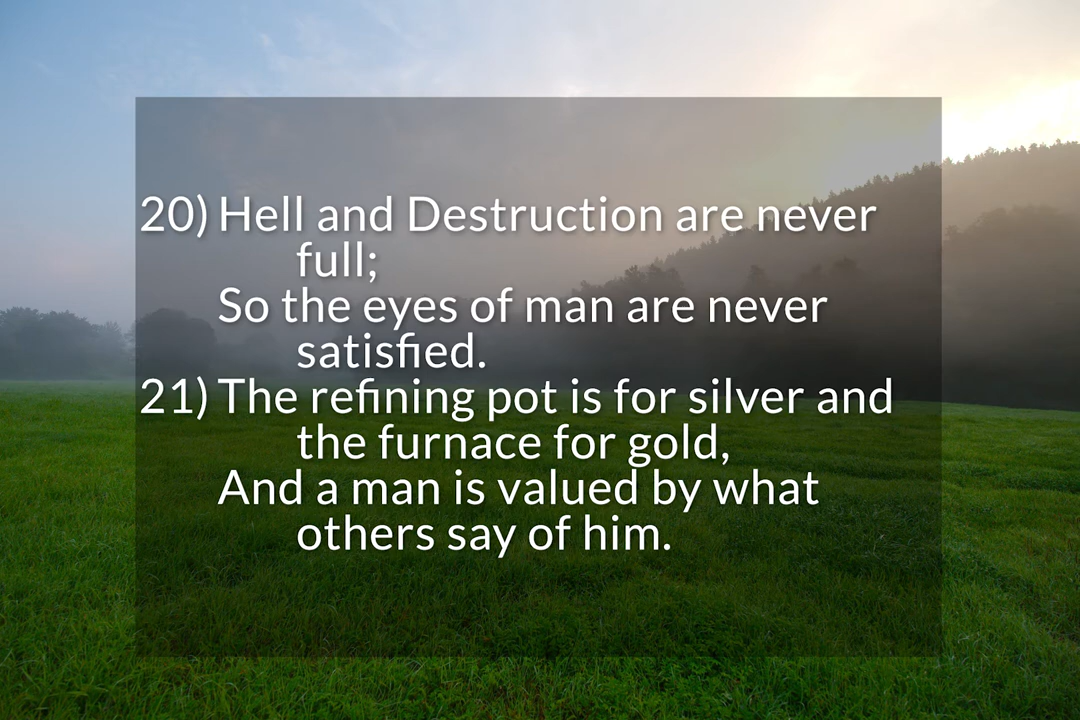 20) Hell and Destruction are never
full;
So the eyes of man are never
satisfied.
21) The refining pot is for silver and
the furnace for gold,
And a man is valued by what
others say of him.